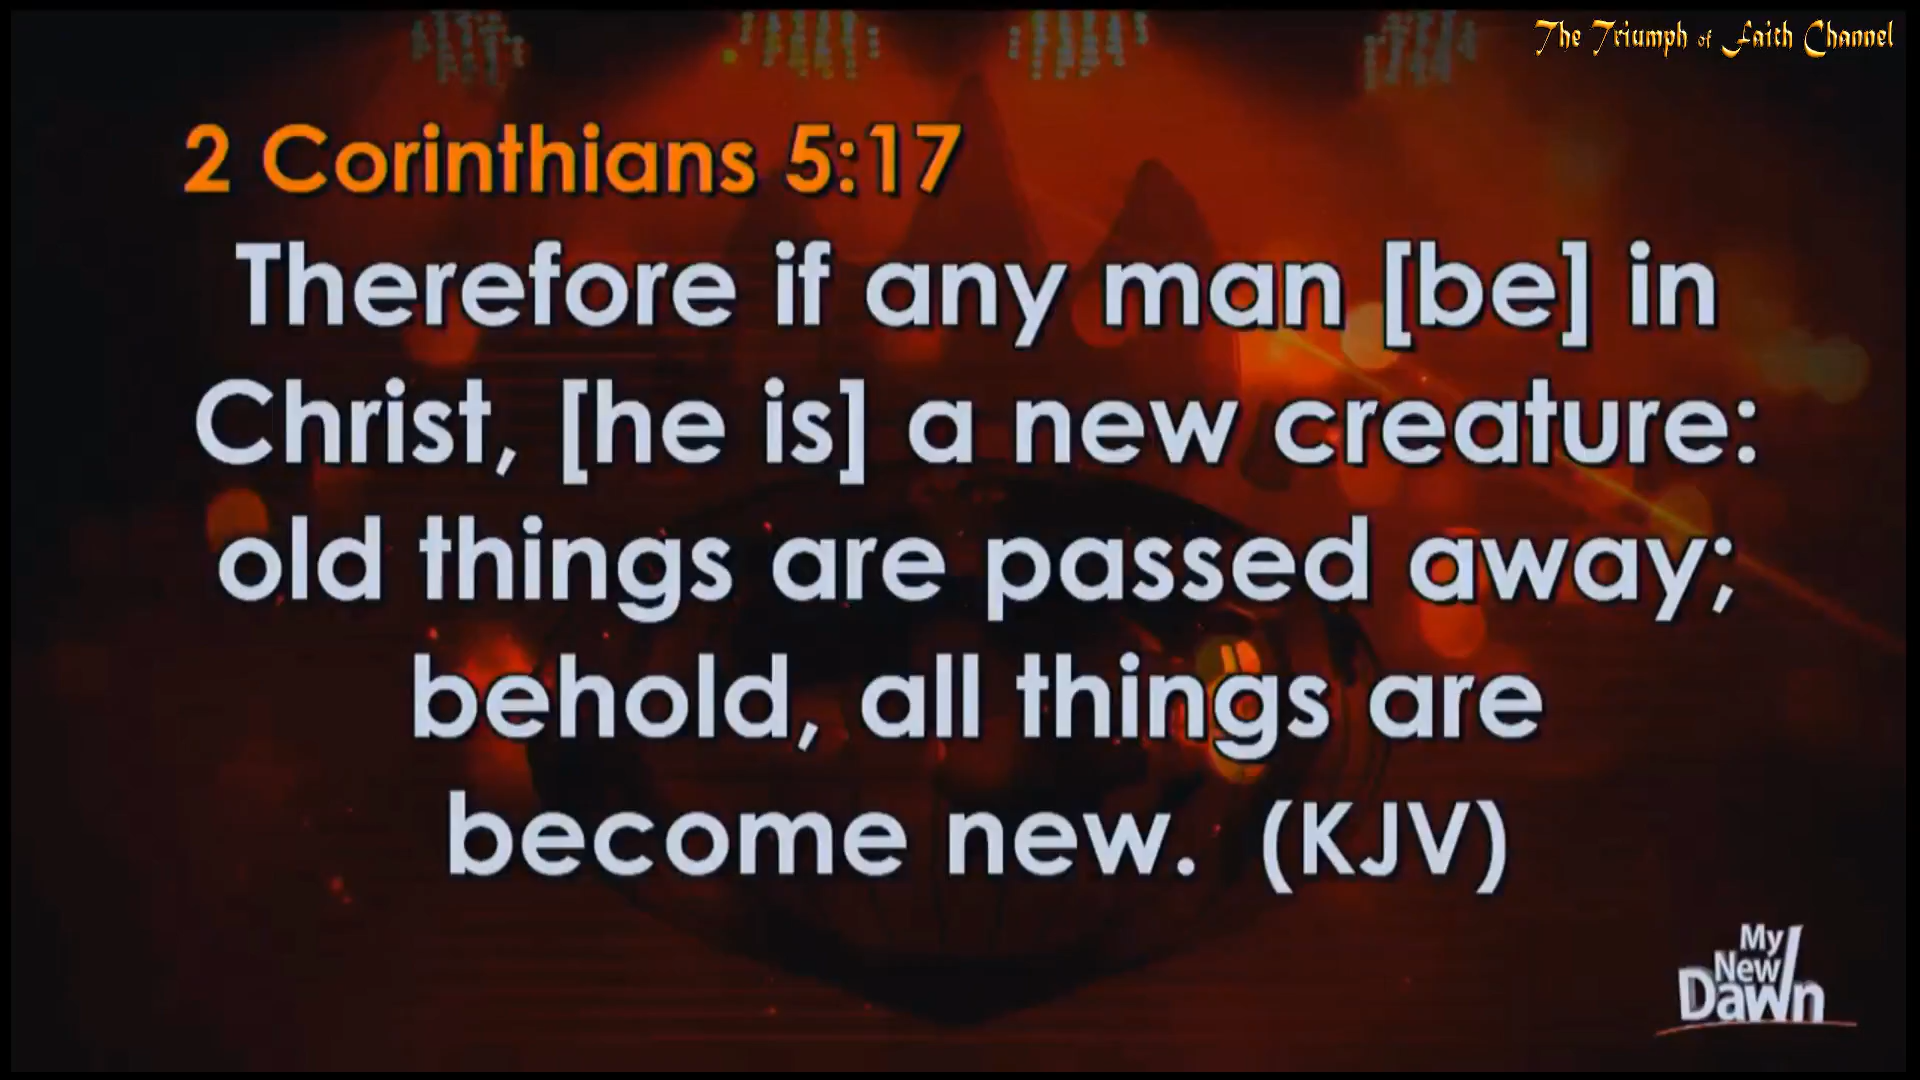 The Triumph of Faith Channel
2 Corinthians 5:17
Therefore if any man [be] in
Christ, [he is] a new creature:
old things are passed away;
behold, all things are
become new. (KJV)
My
New
Dawn